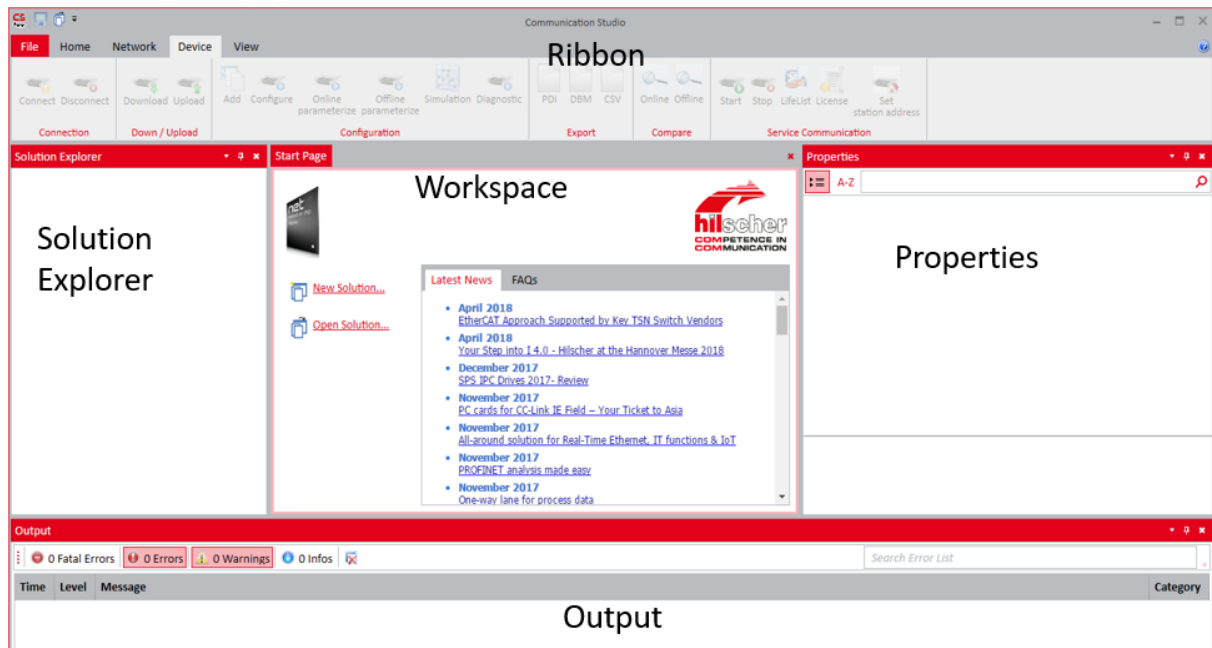 CS
Communication Studio
File Home Network Device View
Ribbon
Connect Disconnect Download Upload Add Configure Online parameterize Offline parameterize Simulation Diagnostic PDI DBM CSV Online Offline Start Stop LifeList License Set station address
Connection Down / Upload Configuration Export Compare Service Communication
Solution Explorer
Start Page
Properties
A-Z
Solution
Explorer
Workspace
Properties
net
hilscher
COMPETENCE IN
COMMUNICATION
New Solution...
Open Solution...
Latest News FAQs
April 2018
EtherCAT Approach Supported by Key TSN Switch Vendors
April 2018
Your Step into I 4.0 - Hilscher at the Hannover Messe 2018
December 2017
SPS IPC Drives 2017- Review
November 2017
PC cards for CC-Link IE Field – Your Ticket to Asia
November 2017
All-around solution for Real-Time Ethernet, IT functions & IoT
November 2017
PROFINET analysis made easy
November 2017
One-way lane for process data
Output
0 Fatal Errors 0 Errors 0 Warnings 0 Infos Search Error List
Time Level Message Category
Output